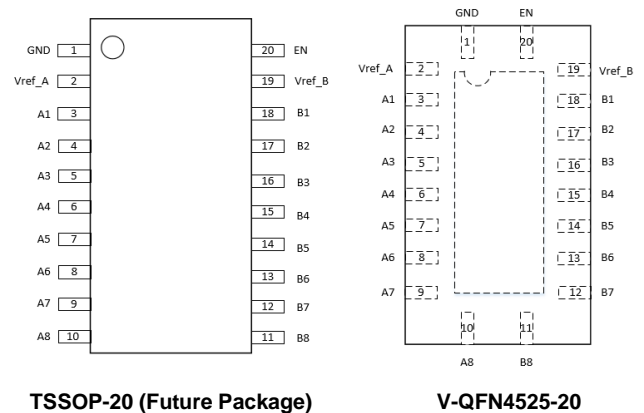 GND EN
GND 1 20 EN
Vref_A 2 19 Vref_B
A1 3 18 B1
A2 4 17 B2
A3 5 16 B3
A4 6 15 B4
A5 7 14 B5
A6 8 13 B6
A7 9 12 B7
A8 10 11 B8
1 20
Vref_A 2 19 Vref_B
A1 3 18 B1
A2 4 17 B2
A3 5 16 B3
A4 6 15 B4
A5 7 14 B5
A6 8 13 B6
A7 9 12 B7
10 11
A8 B8
TSSOP-20 (Future Package) V-QFN4525-20